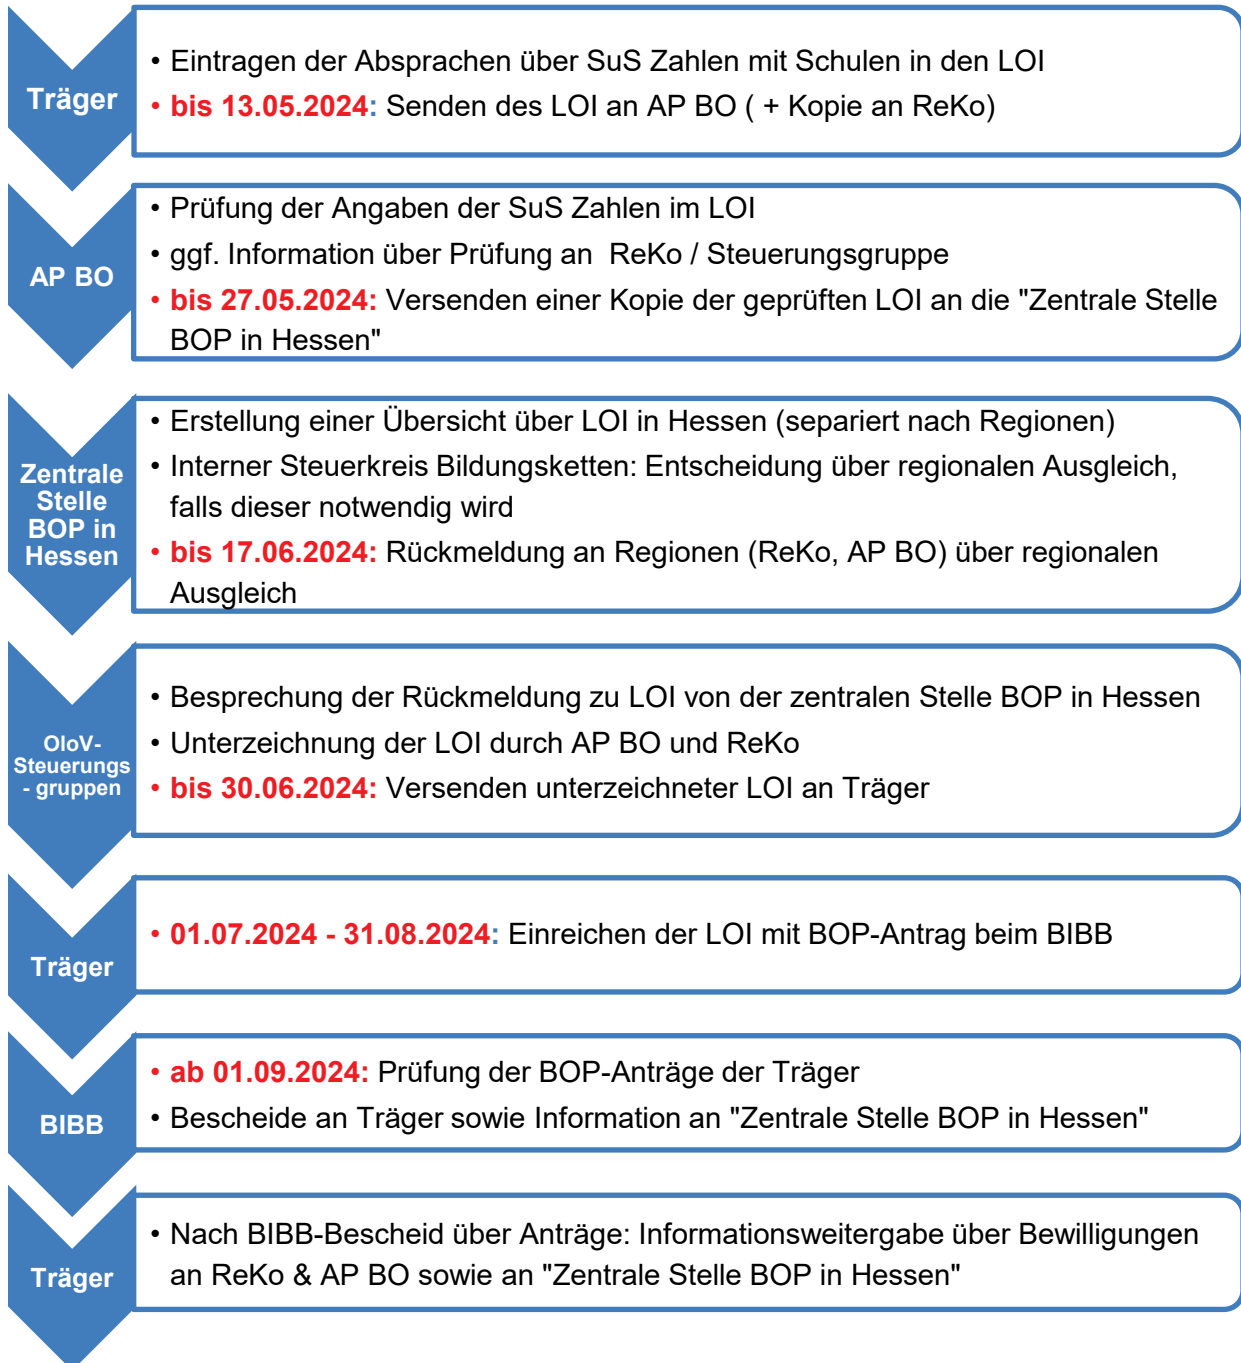 Träger
• Eintragen der Absprachen über SuS Zahlen mit Schulen in den LOI
• bis 13.05.2024: Senden des LOI an AP BO ( + Kopie an ReKo)
AP BO
• Prüfung der Angaben der SuS Zahlen im LOI
• ggf. Information über Prüfung an ReKo / Steuerungsgruppe
• bis 27.05.2024: Versenden einer Kopie der geprüften LOI an die "Zentrale Stelle
BOP in Hessen"
Zentrale
Stelle
BOP in
Hessen
• Erstellung einer Übersicht über LOI in Hessen (separiert nach Regionen)
• Interner Steuerkreis Bildungsketten: Entscheidung über regionalen Ausgleich,
falls dieser notwendig wird
• bis 17.06.2024: Rückmeldung an Regionen (ReKo, AP BO) über regionalen
Ausgleich
OloV-
Steuerungs
- gruppen
• Besprechung der Rückmeldung zu LOI von der zentralen Stelle BOP in Hessen
• Unterzeichnung der LOI durch AP BO und ReKo
• bis 30.06.2024: Versenden unterzeichneter LOI an Träger
Träger
• 01.07.2024 - 31.08.2024: Einreichen der LOI mit BOP-Antrag beim BIBB
BIBB
• ab 01.09.2024: Prüfung der BOP-Anträge der Träger
• Bescheide an Träger sowie Information an "Zentrale Stelle BOP in Hessen"
Träger
• Nach BIBB-Bescheid über Anträge: Informationsweitergabe über Bewilligungen
an ReKo & AP BO sowie an "Zentrale Stelle BOP in Hessen"